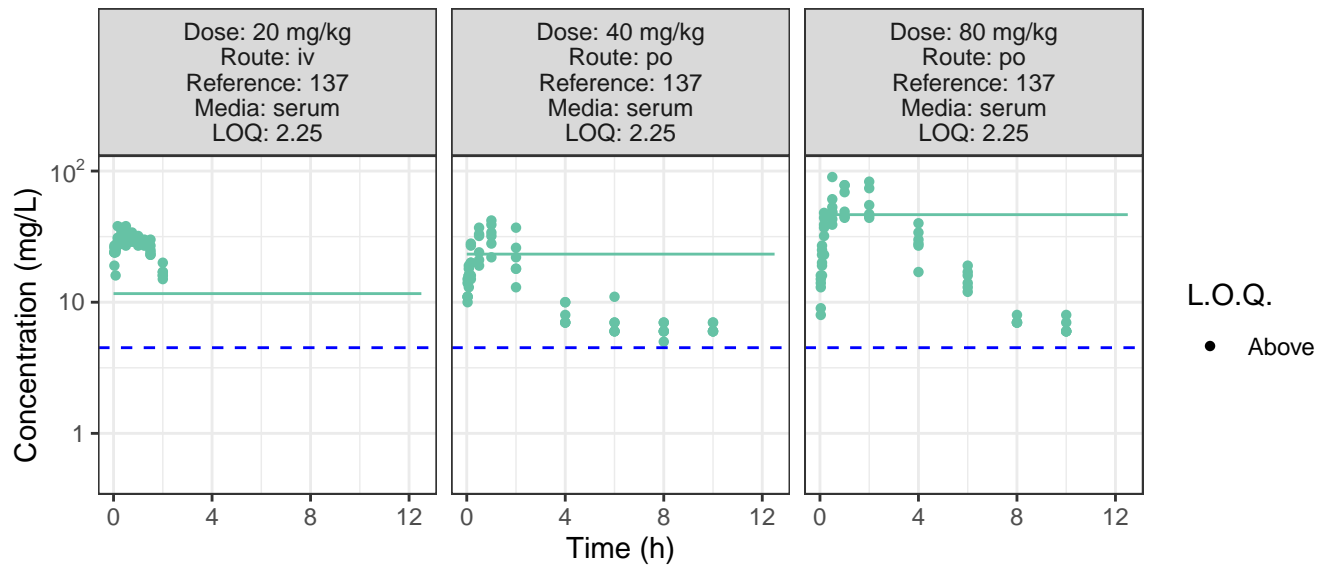 Dose: 20 mg/kg
Route: iv
Reference: 137
Media: serum
LOQ: 2.25
Dose: 40 mg/kg
Route: po
Reference: 137
Media: serum
LOQ: 2.25
Dose: 80 mg/kg
Route: po
Reference: 137
Media: serum
LOQ: 2.25
Concentration (mg/L)
10²
10
1
0 4 8 12
0 4 8 12
0 4 8 12
Time (h)
L.O.Q.
Above